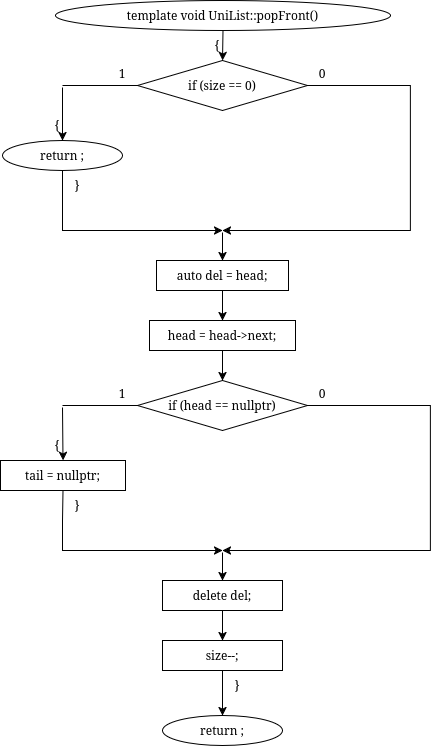 template void UniList::popFront()
{
1
if (size == 0)
0
{
return ;
}
auto del = head;
head = head->next;
1
if (head == nullptr)
0
{
tail = nullptr;
}
delete del;
size--;
}
return ;